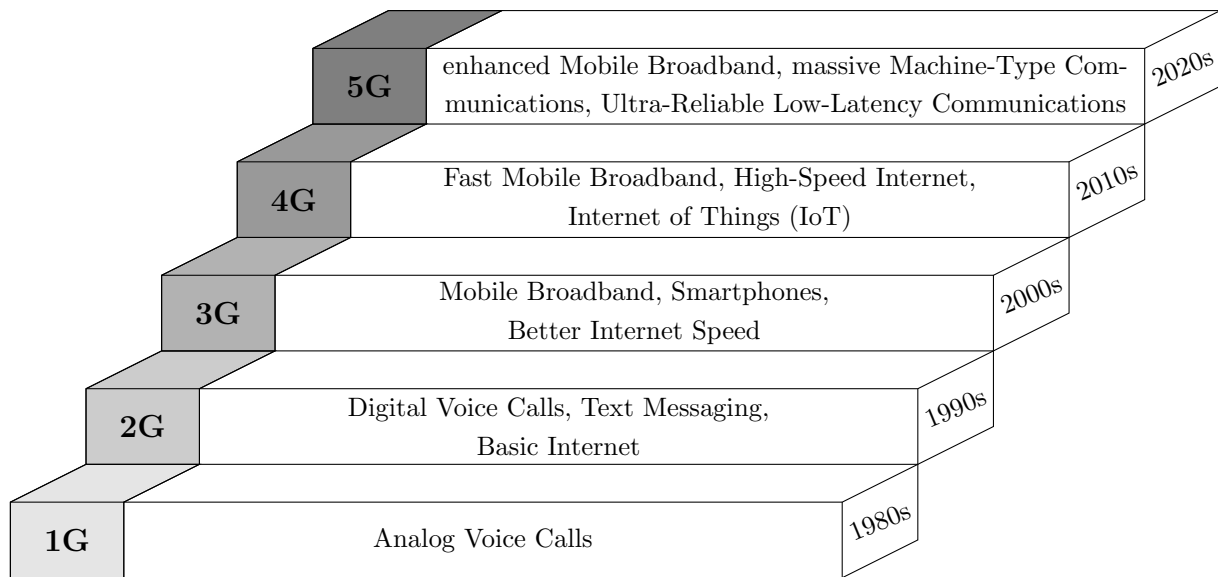 5G
enhanced Mobile Broadband, massive Machine-Type Com-
munications, Ultra-Reliable Low-Latency Communications
2020s
4G
Fast Mobile Broadband, High-Speed Internet,
Internet of Things (IoT)
2010s
3G
Mobile Broadband, Smartphones,
Better Internet Speed
2000s
2G
Digital Voice Calls, Text Messaging,
Basic Internet
1990s
1G
Analog Voice Calls
1980s